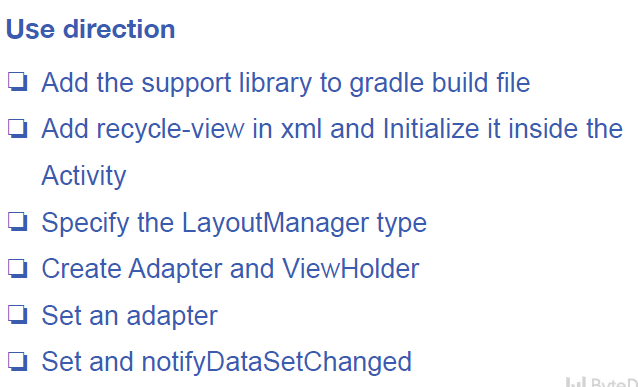 Use direction
❏ Add the support library to gradle build file
❏ Add recycle-view in xml and Initialize it inside the
Activity
❏ Specify the LayoutManager type
❏ Create Adapter and ViewHolder
❏ Set an adapter
❏ Set and notifyDataSetChanged